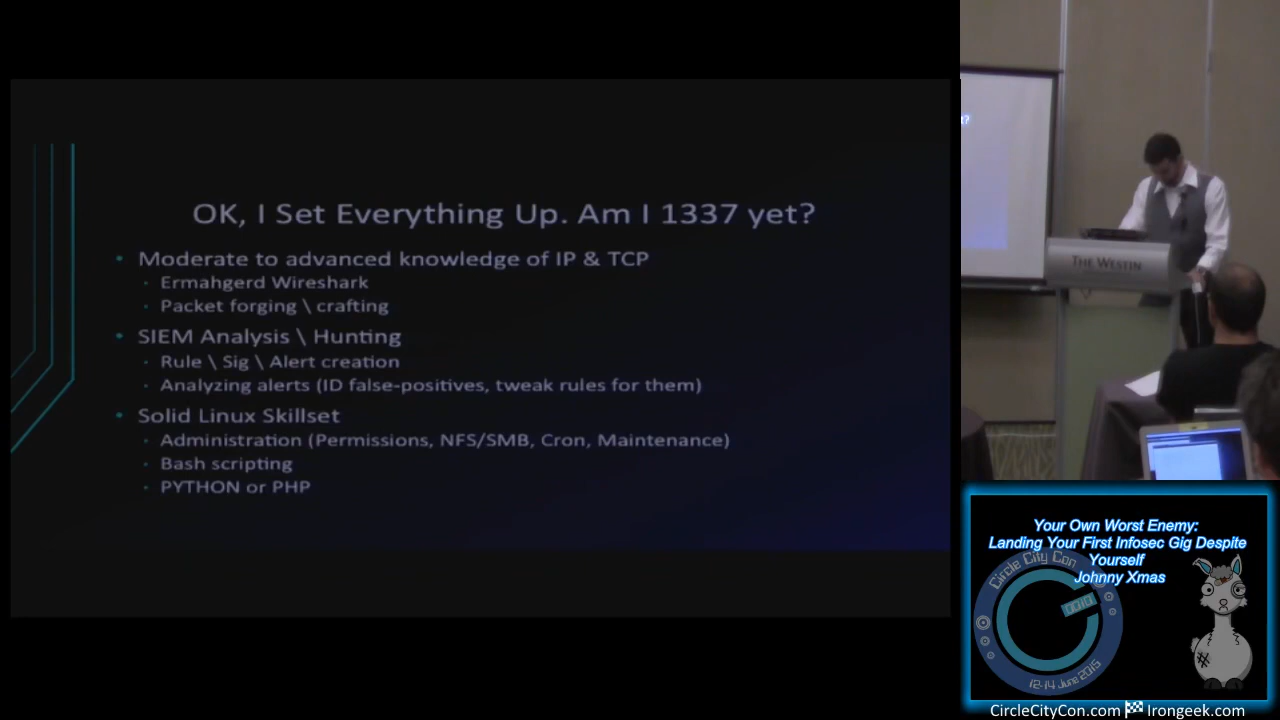 OK, I Set Everything Up. Am I 1337 yet?
• Moderate to advanced knowledge of IP & TCP
• Ermahgerd Wireshark
• Packet forging \ crafting
• SIEM Analysis \ Hunting
• Rule \ Sig \ Alert creation
• Analyzing alerts (ID false-positives, tweak rules for them)
• Solid Linux Skillset
• Administration (Permissions, NFS/SMB, Cron, Maintenance)
• Bash scripting
• PYTHON or PHP
THE WESTIN
Your Own Worst Enemy:
Landing Your First Infosec Gig Despite
Yourself
Johnny Xmas
Circle City Con
12-14 June 2015
CircleCityCon.com Irongeek.com